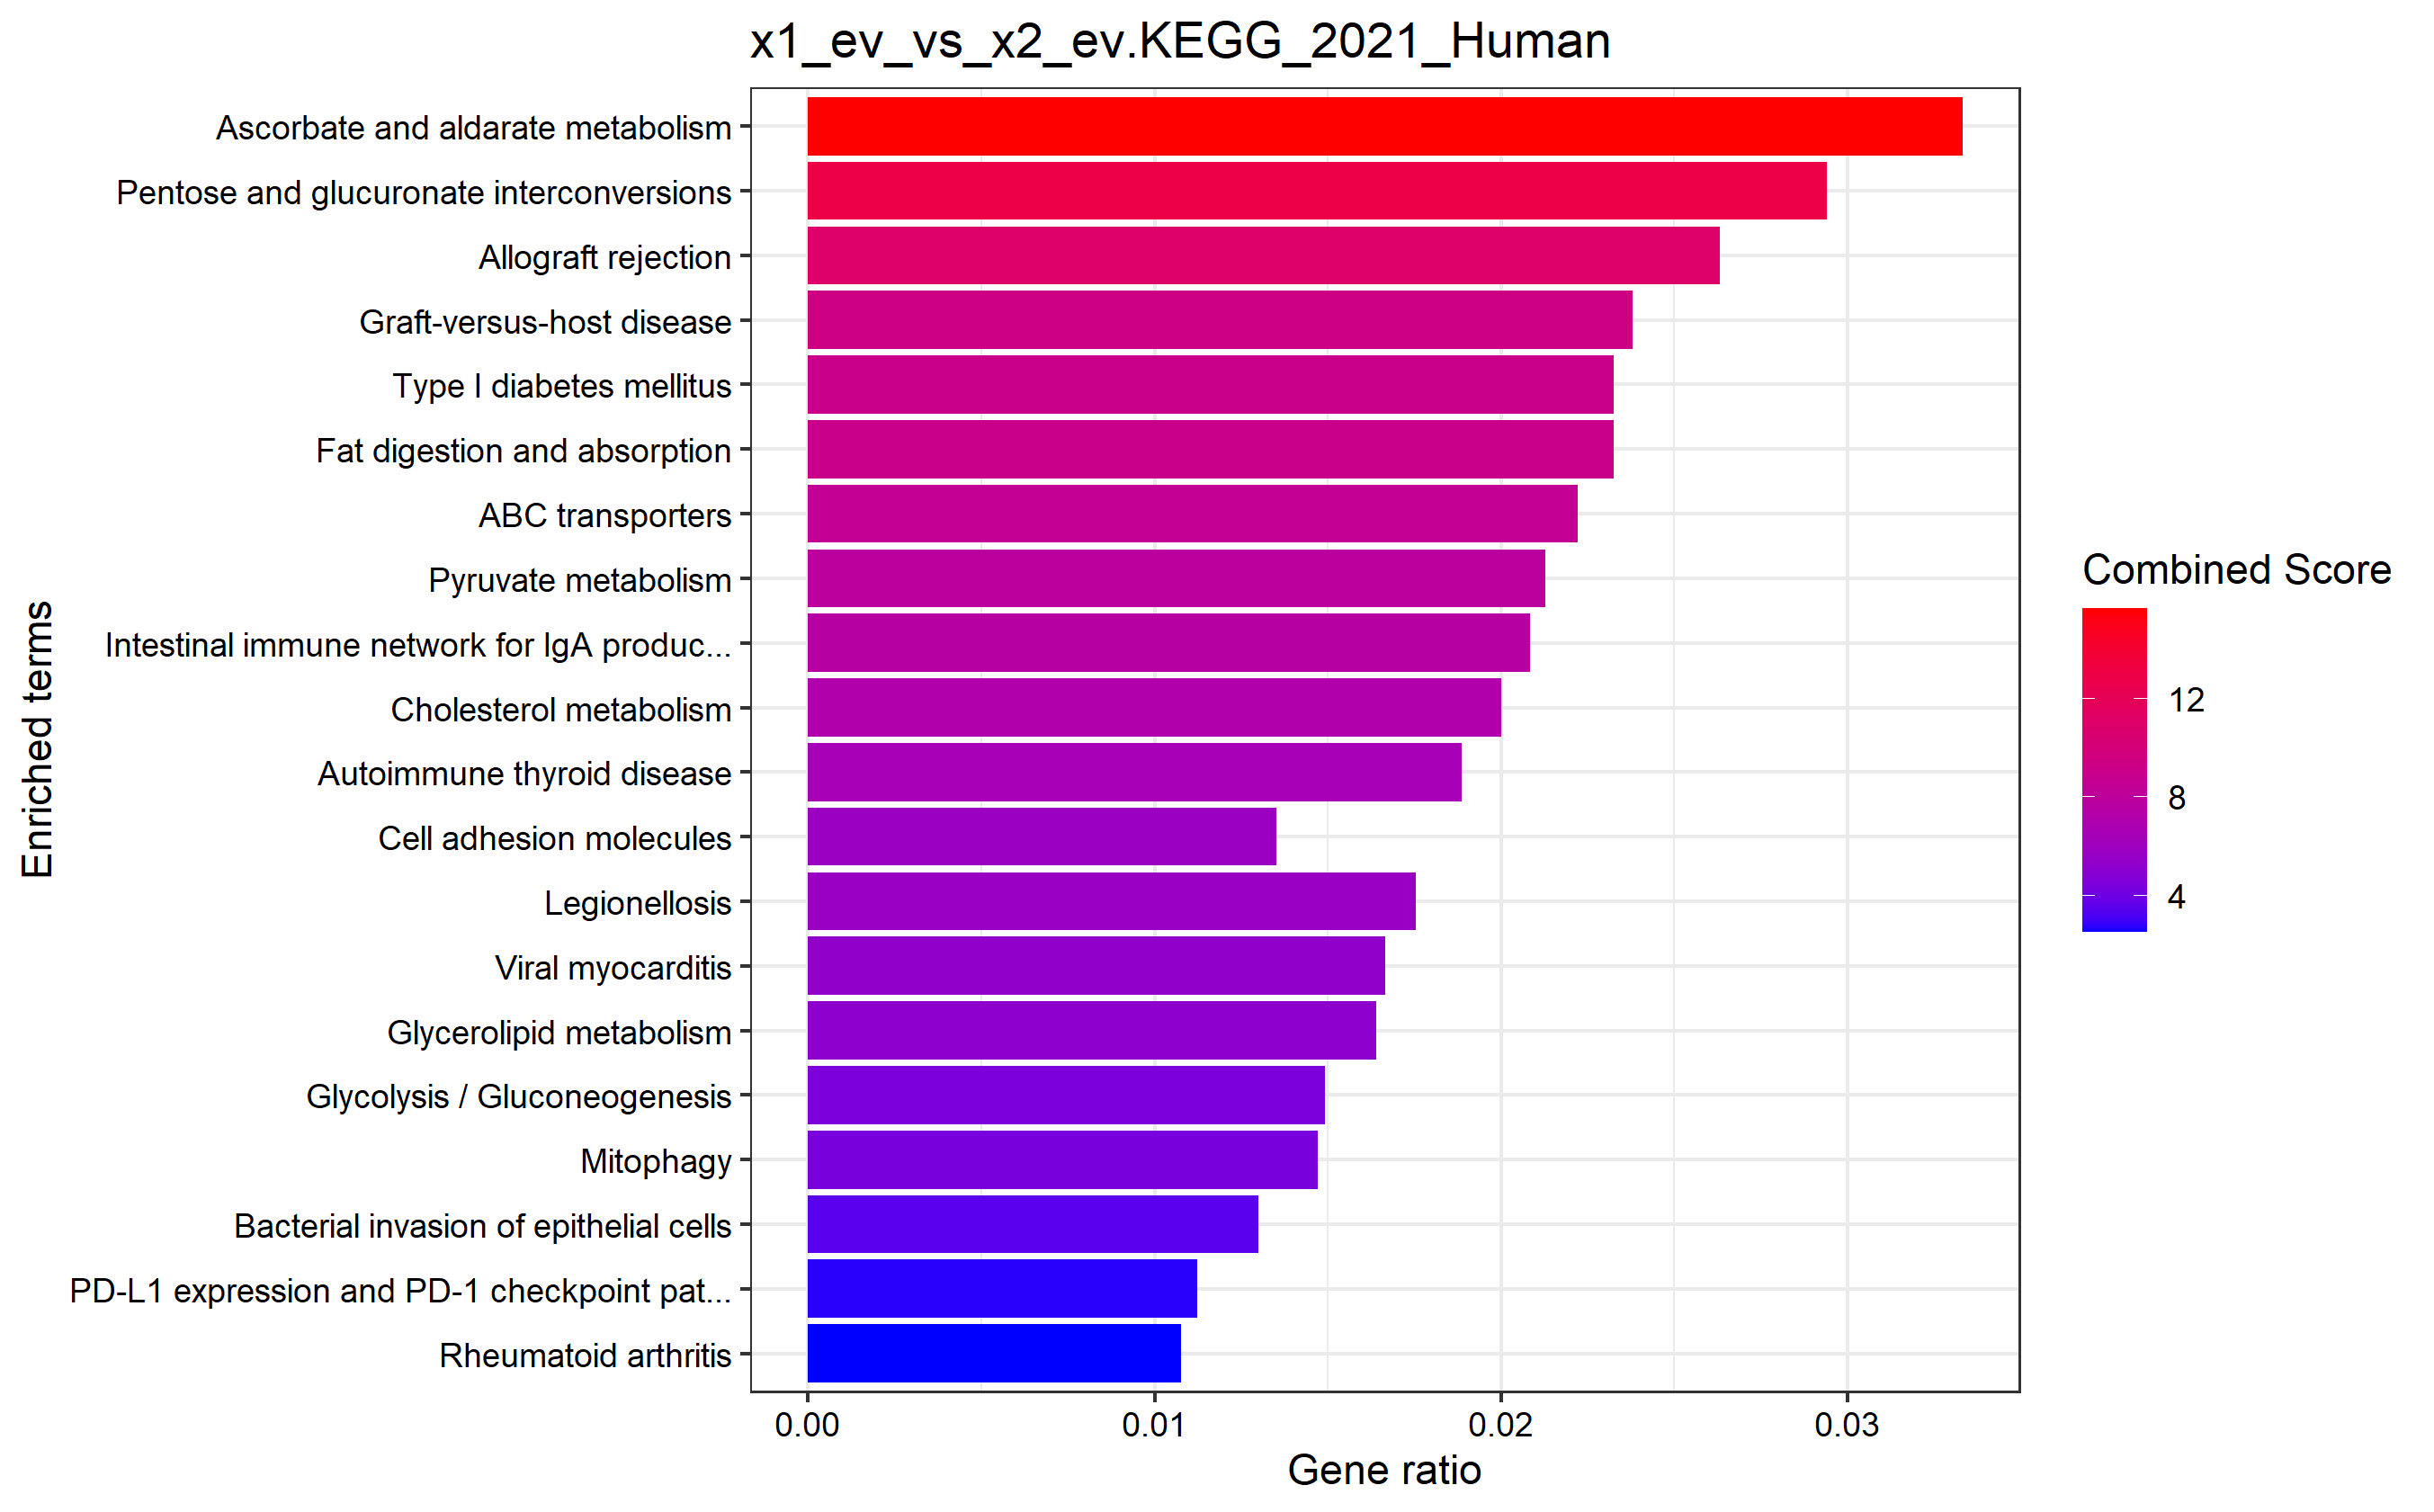 x1_ev_vs_x2_ev.KEGG_2021_Human
Enriched terms
Ascorbate and aldarate metabolism
Pentose and glucuronate interconversions
Allograft rejection
Graft-versus-host disease
Type I diabetes mellitus
Fat digestion and absorption
ABC transporters
Pyruvate metabolism
Intestinal immune network for IgA produc...
Cholesterol metabolism
Autoimmune thyroid disease
Cell adhesion molecules
Legionellosis
Viral myocarditis
Glycerolipid metabolism
Glycolysis / Gluconeogenesis
Mitophagy
Bacterial invasion of epithelial cells
PD-L1 expression and PD-1 checkpoint pat...
Rheumatoid arthritis
0.00 0.01 0.02 0.03
Gene ratio
Combined Score
12
8
4